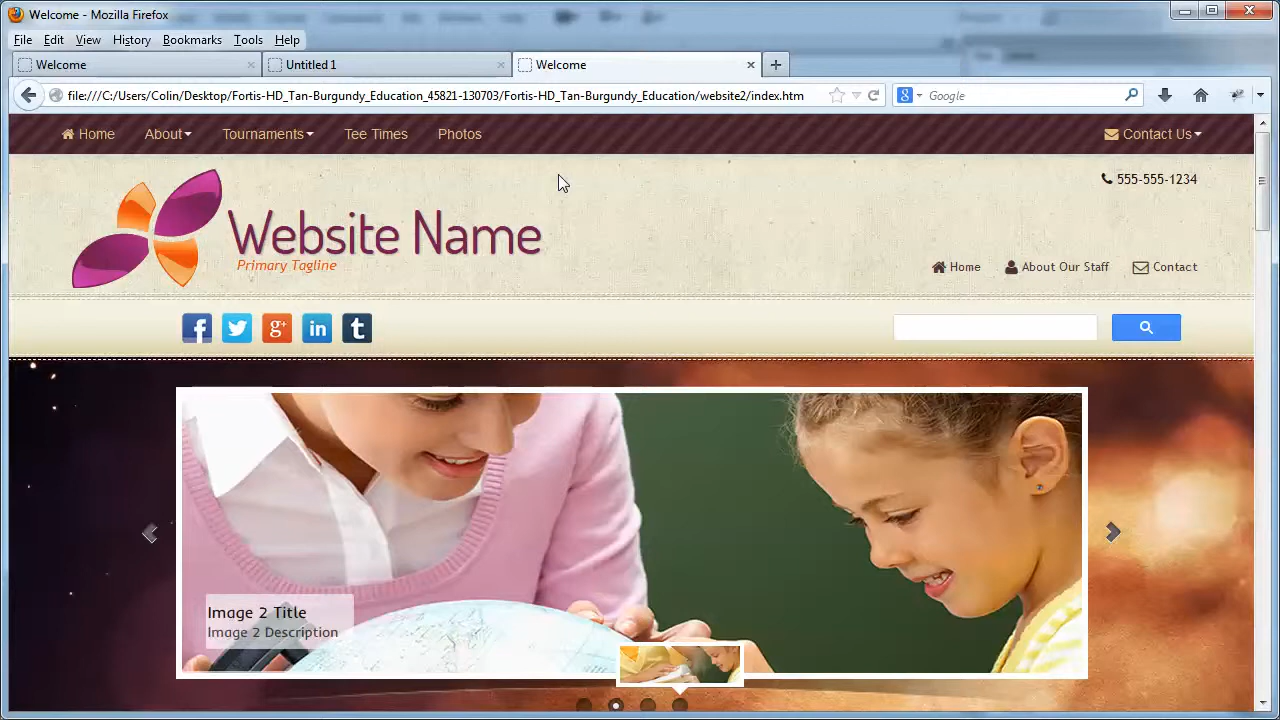 Welcome - Mozilla Firefox
File Edit View History Bookmarks Tools Help
Welcome Untitled 1 Welcome
file:///C:/Users/Colin/Desktop/Fortis-HD_Tan-Burgundy_Education_45821-130703/Fortis-HD_Tan-Burgundy_Education/website2/index.htm Google
Home About Tournaments Tee Times Photos Contact Us
555-555-1234
Website Name
Primary Tagline
Home About Our Staff Contact
Image 2 Title
Image 2 Description